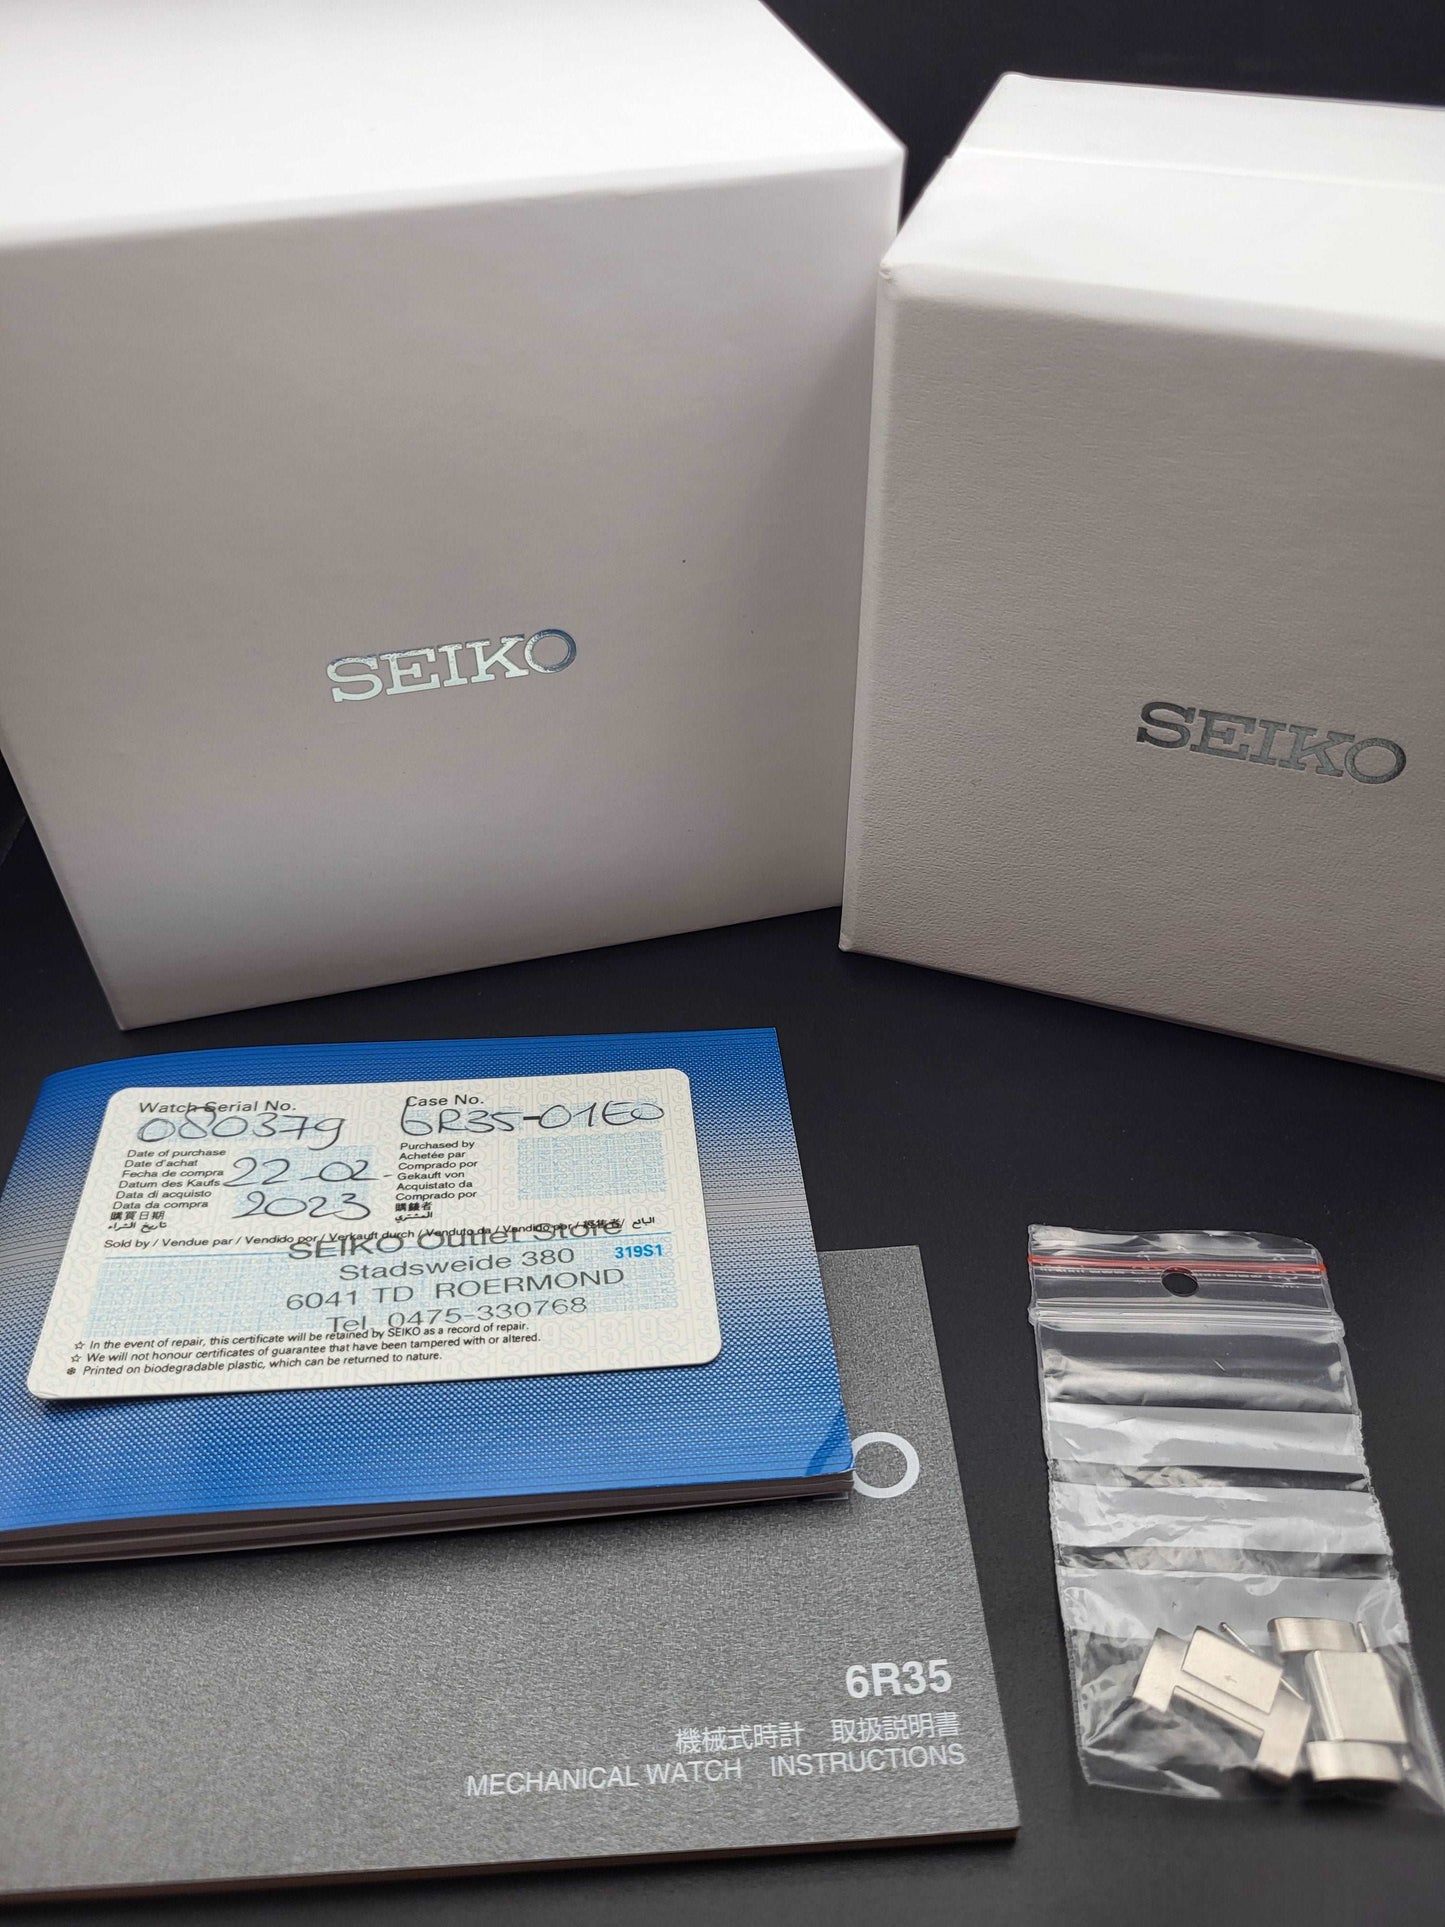 SEIKO
SEIKO
Watch Serial No.
080379
Case No.
6R35-01E0
Date of purchase
Date d'achat
Fecha de compra
Datum des Kaufs
Data di acquisto
Data da compra
購買日期
تاريخ الشراء
22-02-
2023
Purchased by
Achetée par
Comprado por
Gekauft von
Acquistato da
Comprado por
購錶者
المشتري
Sold by / Vendue par / Vendido por / Verkauft durch / Venduto da / Vendido por / 經售者 / البائع
SEIKO Outlet Store
Stadsweide 380
319S1
6041 TD ROERMOND
Tel. 0475-330768
☆ In the event of repair, this certificate will be retained by SEIKO as a record of repair.
☆ We will not honour certificates of guarantee that have been tampered with or altered.
❄ Printed on biodegradable plastic, which can be returned to nature.
O
6R35
機械式時計 取扱説明書
MECHANICAL WATCH INSTRUCTIONS